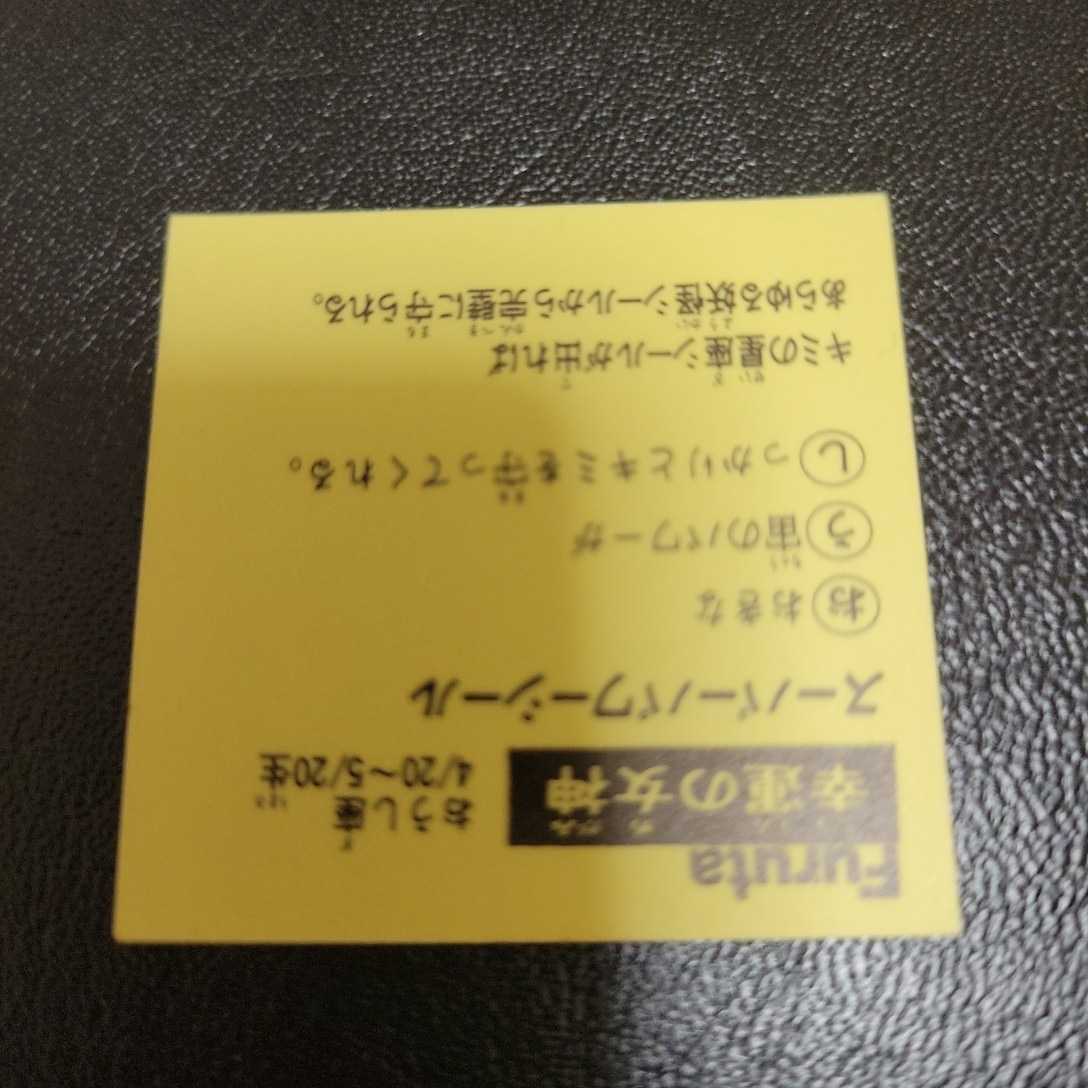 Furuta
幸運の女神
おうし座
4/20～5/20生
スーパーパワーシール
おおきな
う宙のパワーが
しっかりとキミを守ってくれる。
キミの星座シールが出れば
あらゆる妖怪シールから完璧に守られる。